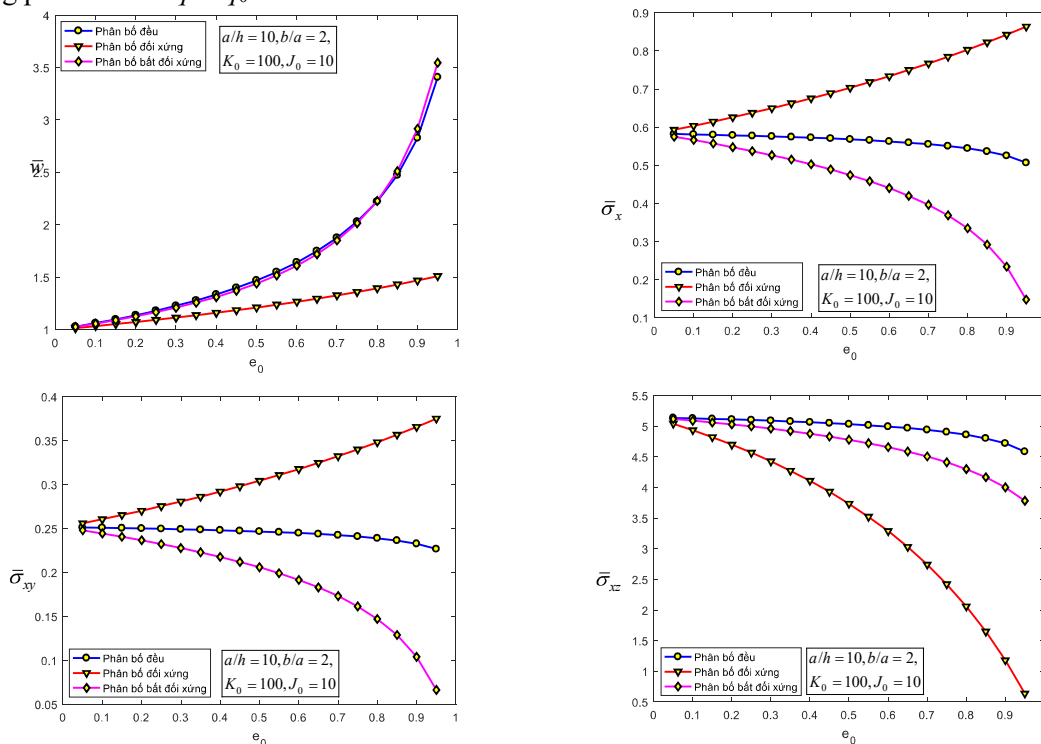 4
3.5
3
2.5
2
1.5
1
w̄
Phân bố đều
Phân bố đối xứng
Phân bố bất đối xứng
a/h = 10, b/a = 2,
K₀ = 100, J₀ = 10
0 0.1 0.2 0.3 0.4 0.5 0.6 0.7 0.8 0.9 1
e₀
0.9
0.8
0.7
0.6
0.5
0.4
0.3
0.2
0.1
σ̄ₓ
Phân bố đều
Phân bố đối xứng
Phân bố bất đối xứng
a/h = 10, b/a = 2,
K₀ = 100, J₀ = 10
0 0.1 0.2 0.3 0.4 0.5 0.6 0.7 0.8 0.9
e₀
0.4
0.35
0.3
0.25
0.2
0.15
0.1
0.05
σ̄xy
Phân bố đều
Phân bố đối xứng
Phân bố bất đối xứng
a/h = 10, b/a = 2,
K₀ = 100, J₀ = 10
0 0.1 0.2 0.3 0.4 0.5 0.6 0.7 0.8 0.9 1
e₀
5.5
5
4.5
4
3.5
3
2.5
2
1.5
1
0.5
σ̄xz
Phân bố đều
Phân bố đối xứng
Phân bố bất đối xứng
a/h = 10, b/a = 2,
K₀ = 100, J₀ = 10
0 0.1 0.2 0.3 0.4 0.5 0.6 0.7 0.8 0.9
e₀